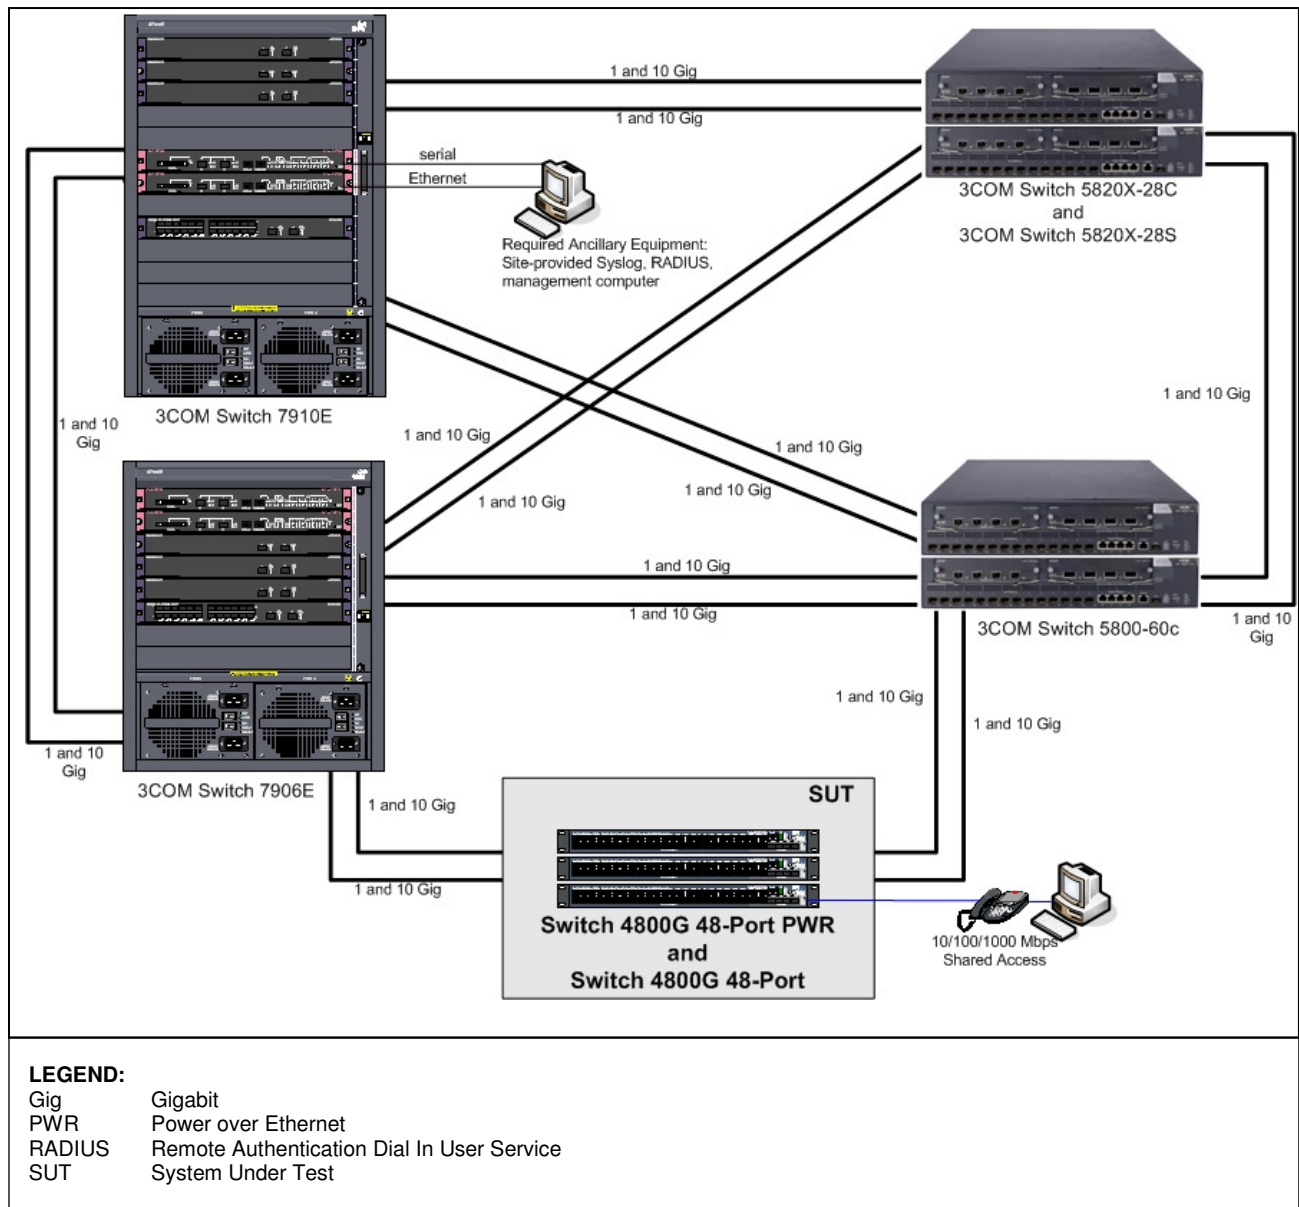 1 and 10 Gig
1 and 10 Gig
serial
Ethernet
3COM Switch 5820X-28C
and
3COM Switch 5820X-28S
Required Ancillary Equipment:
Site-provided Syslog, RADIUS,
management computer
3COM Switch 7910E
1 and 10
Gig
1 and 10 Gig
1 and 10 Gig
1 and 10 Gig
1 and 10 Gig
1 and 10 Gig
1 and 10 Gig
1 and 10 Gig
3COM Switch 5800-60c
1 and 10
Gig
1 and 10 Gig
1 and 10 Gig
1 and 10
Gig
3COM Switch 7906E
1 and 10 Gig
1 and 10 Gig
SUT
Switch 4800G 48-Port PWR
and
Switch 4800G 48-Port
10/100/1000 Mbps
Shared Access
LEGEND:
Gig Gigabit
PWR Power over Ethernet
RADIUS Remote Authentication Dial In User Service
SUT System Under Test